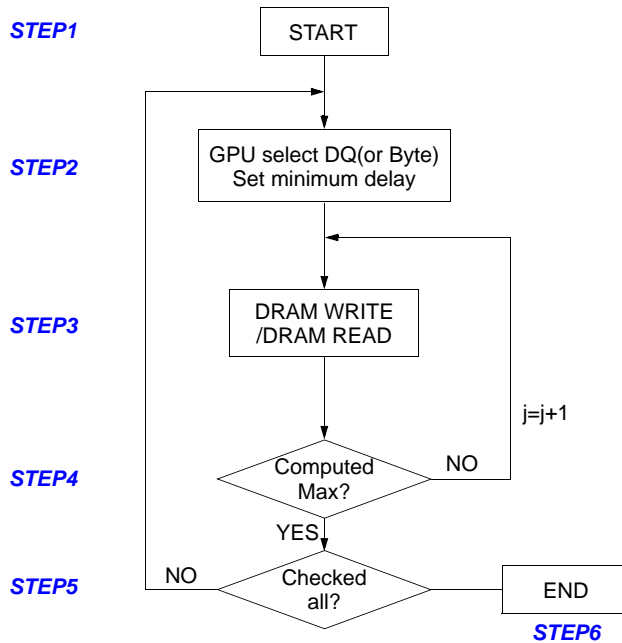 STEP1
START
STEP2
GPU select DQ(or Byte)
Set minimum delay
STEP3
DRAM WRITE
/DRAM READ
j=j+1
STEP4
Computed
Max?
NO
YES
STEP5
NO
Checked
all?
END
STEP6